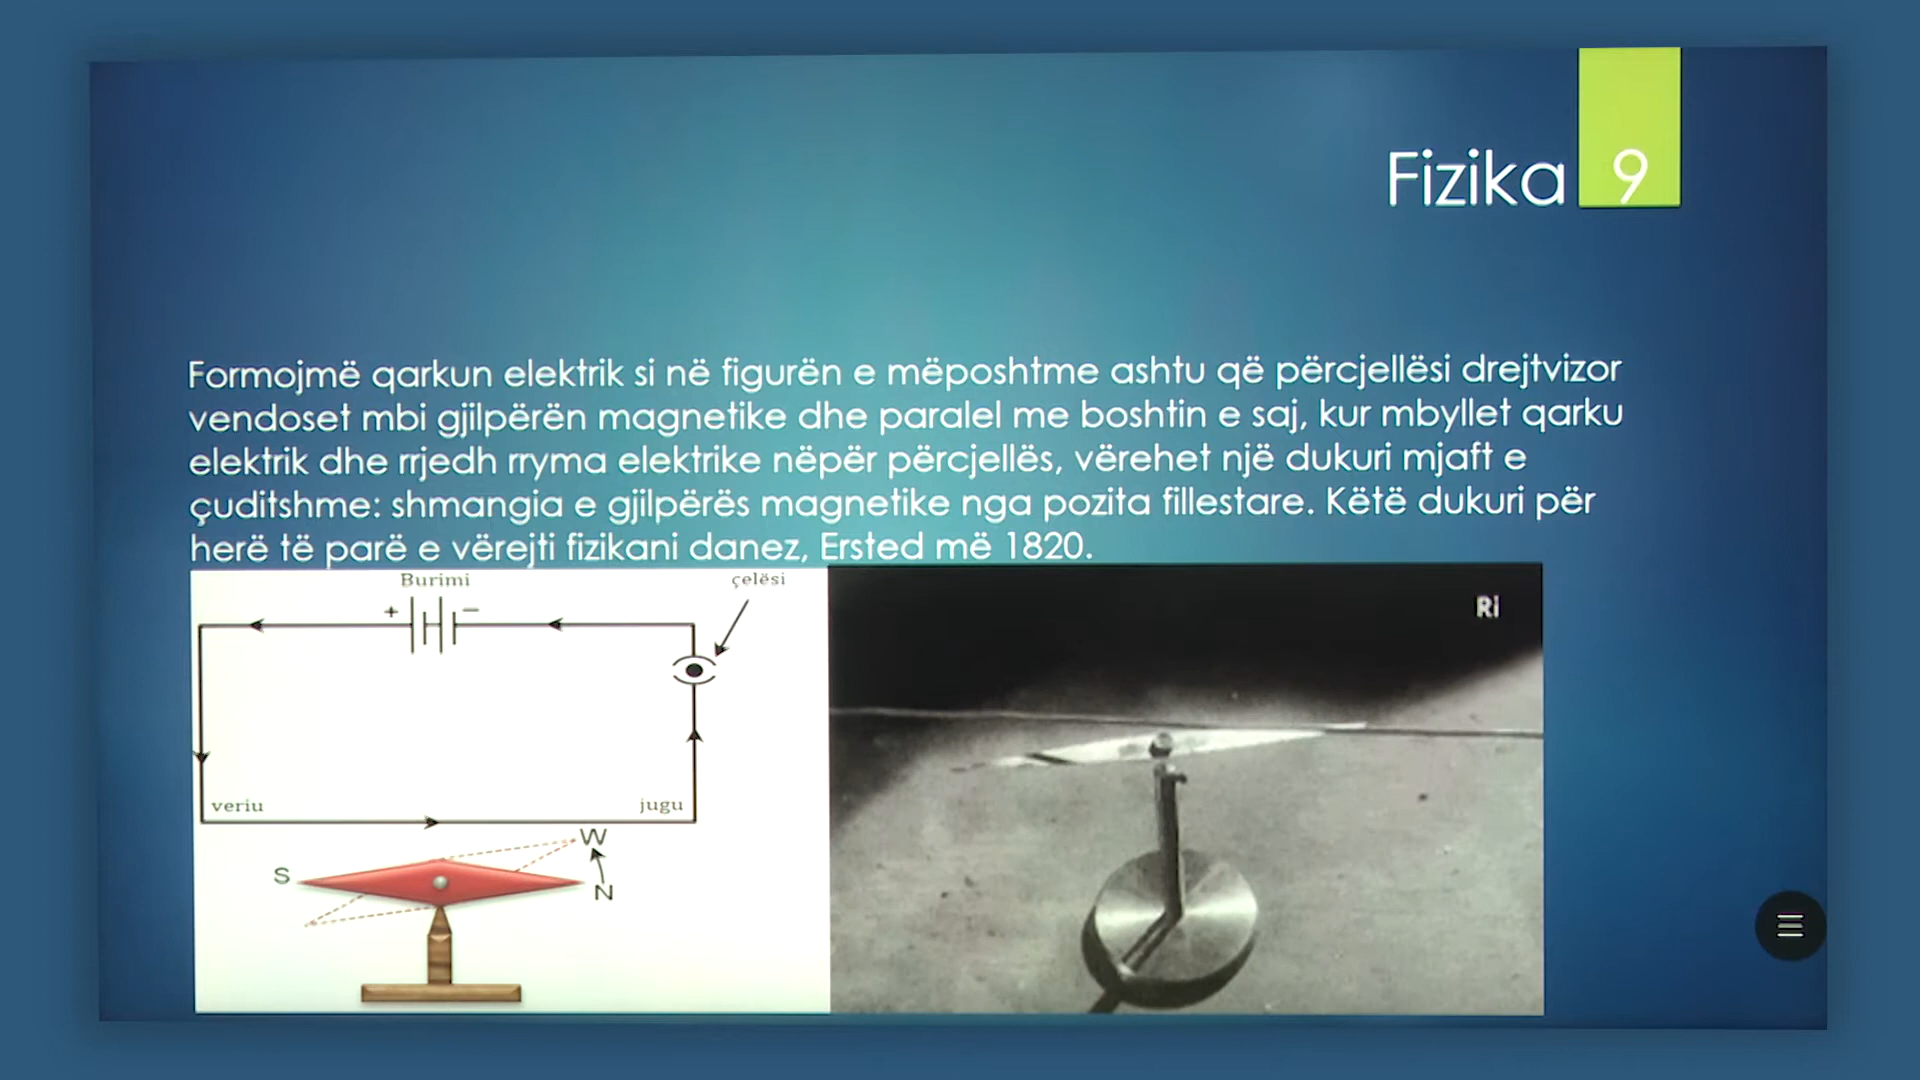 Fizika 9
Formojmë qarkun elektrik si në figurën e mëposhtme ashtu që përcjellësi drejtvizor
vendoset mbi gjilpërën magnetike dhe paralel me boshtin e saj, kur mbyllet qarku
elektrik dhe rrjedh rryma elektrike nëpër përcjellës, vërehet një dukuri mjaft e
çuditshme: shmangia e gjilpërës magnetike nga pozita fillestare. Këtë dukuri për
herë të parë e vërejti fizikani danez, Ersted më 1820.
Burimi
çelësi
+ −
Ri
veriu
jugu
W
S
N